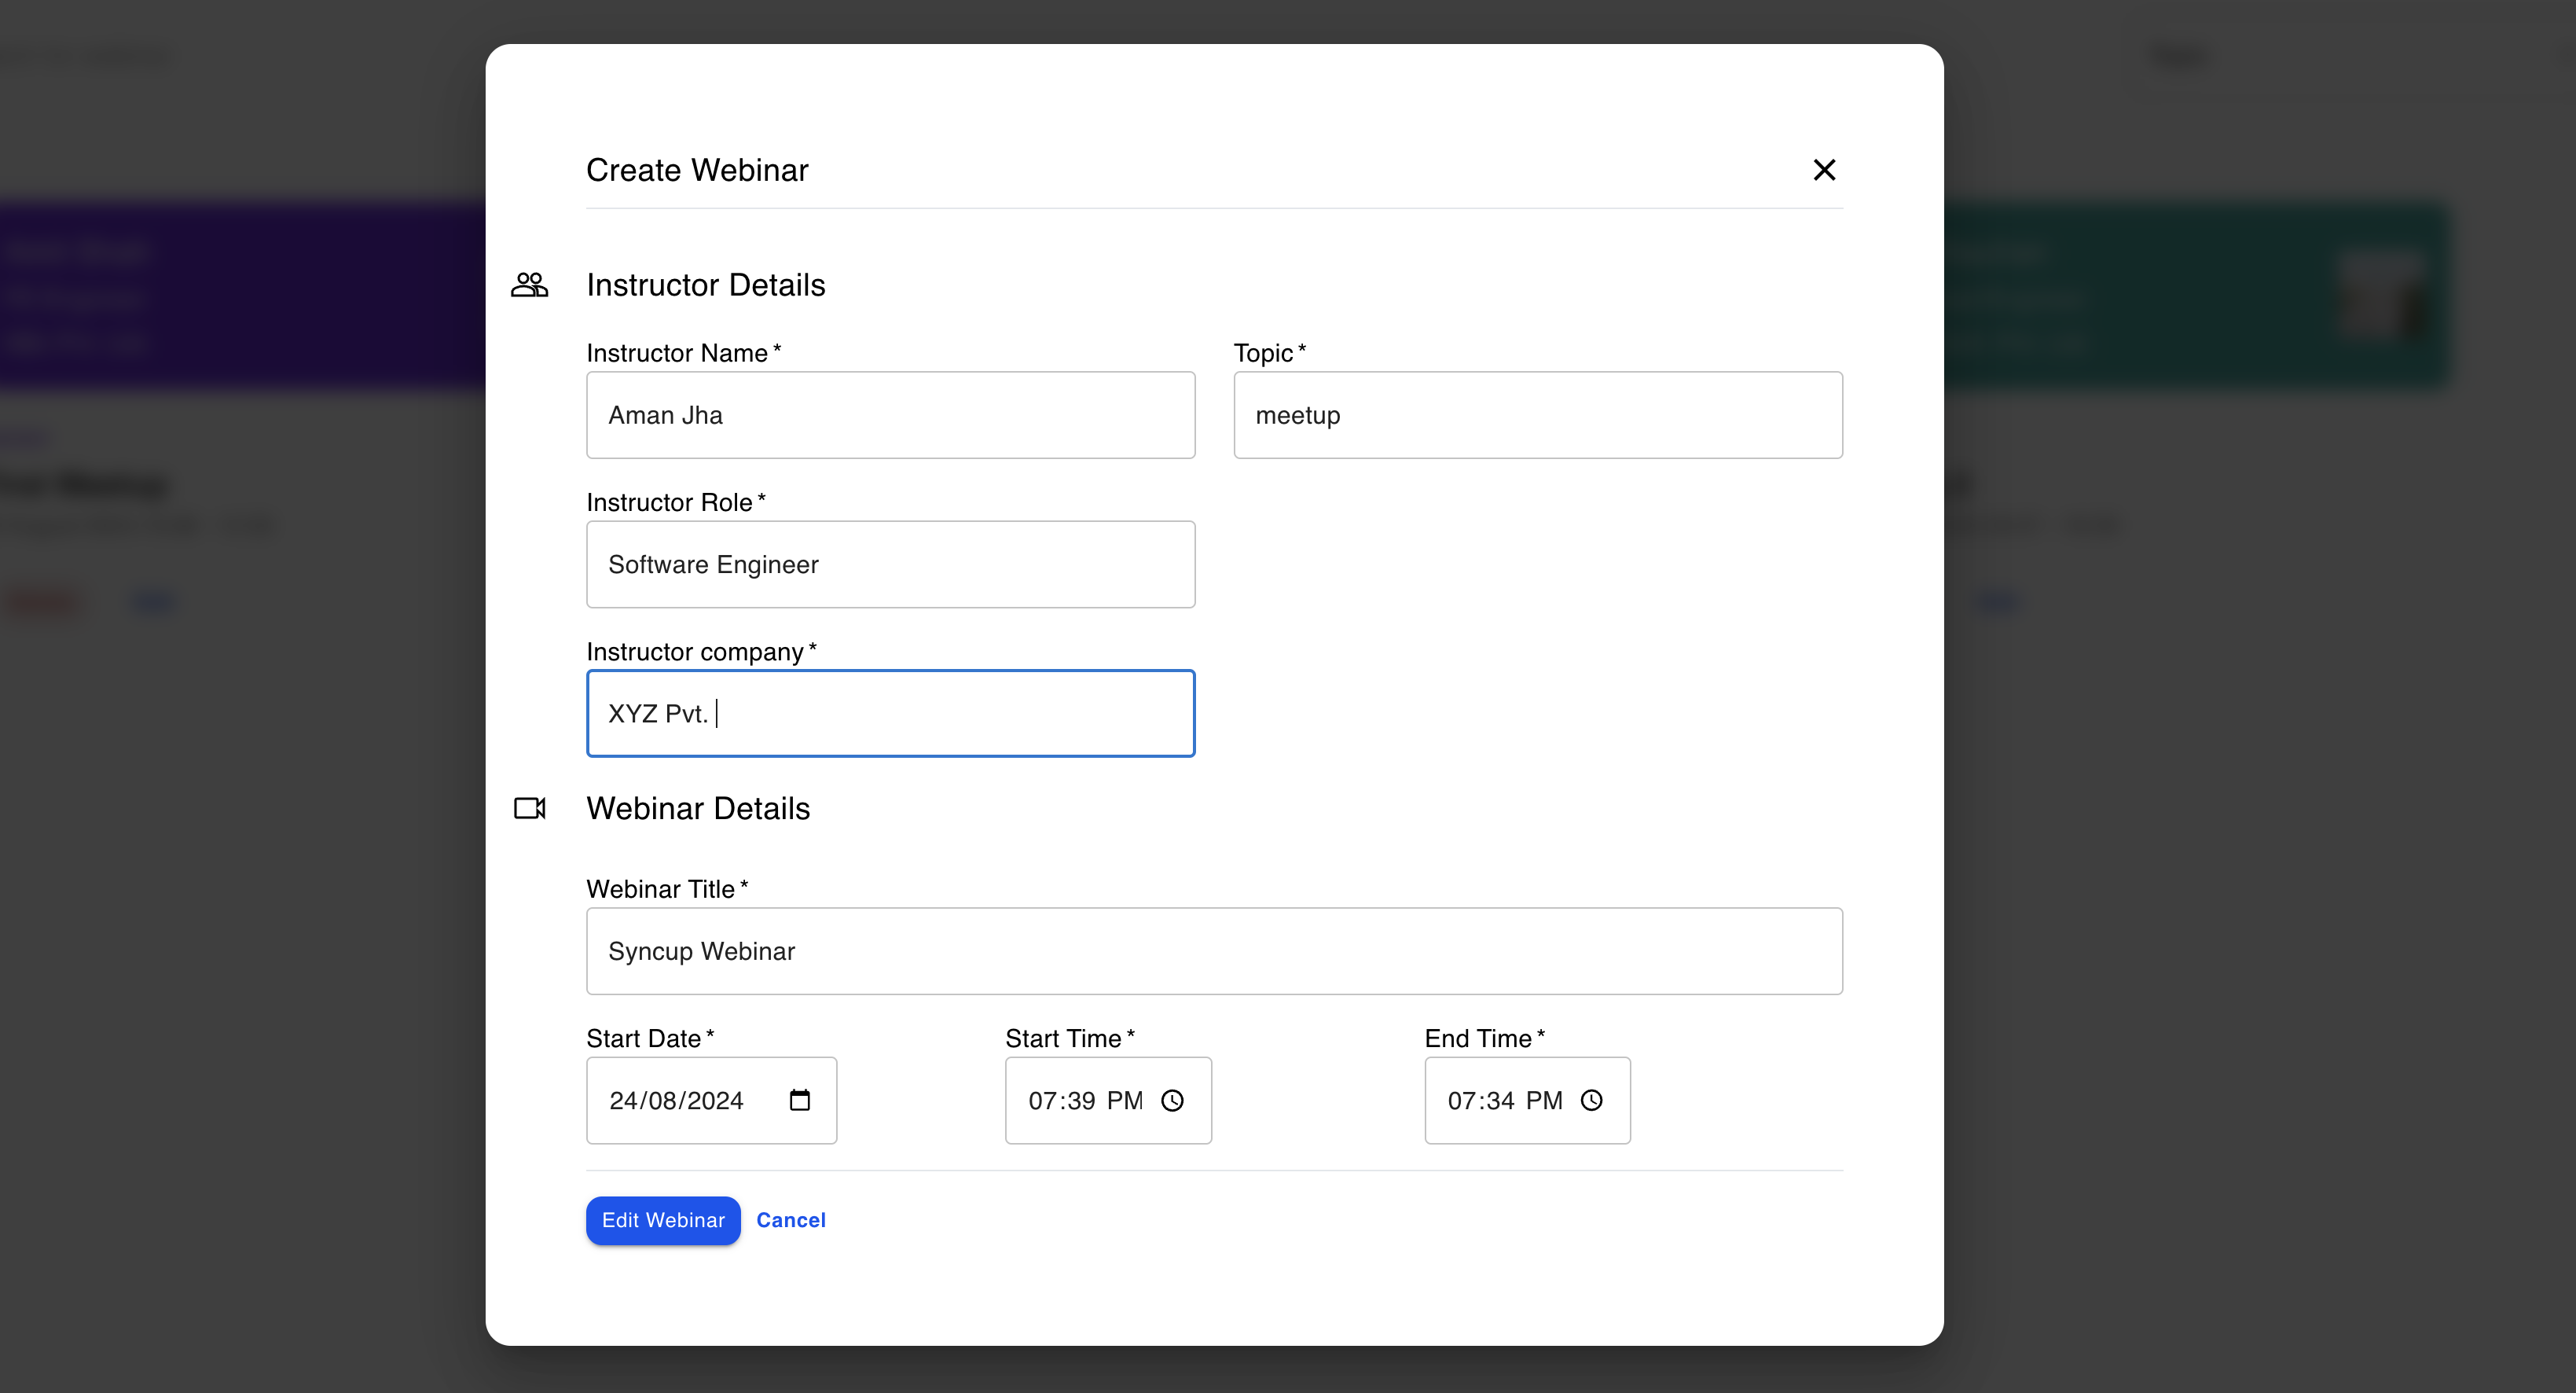 Create Webinar
Instructor Details
Instructor Name *
Topic *
Aman Jha
meetup
Instructor Role *
Software Engineer
Instructor company *
XYZ Pvt.
Webinar Details
Webinar Title *
Syncup Webinar
Start Date *
Start Time *
End Time *
24/08/2024
07:39 PM
07:34 PM
Edit Webinar
Cancel